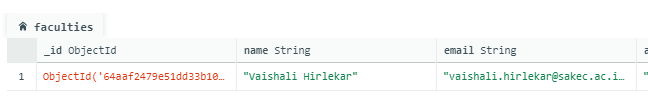 faculties
_id ObjectId name String email String
1 ObjectId('64aaf2479e51dd33b10… "Vaishali Hirlekar" "vaishali.hirlekar@sakec.ac.i…